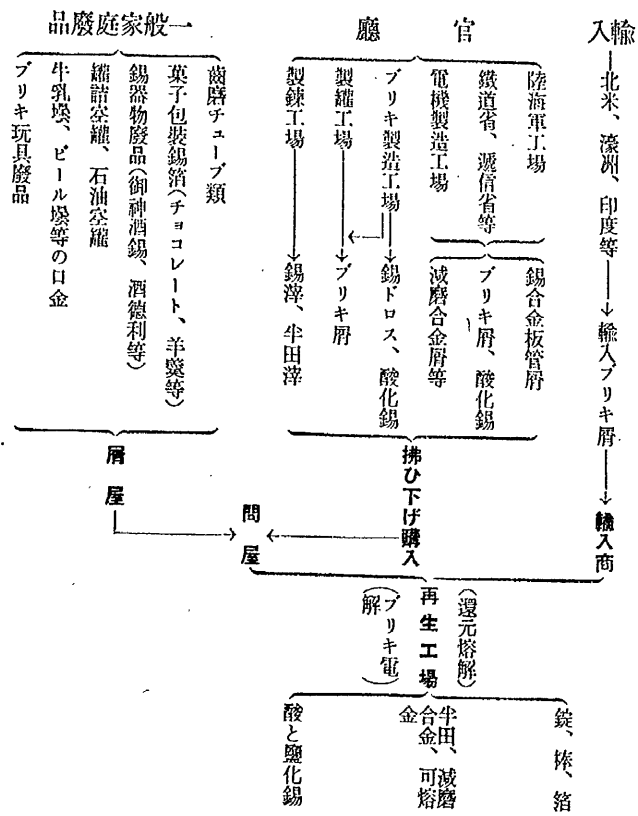 輸入
北米、濠洲、印度等
輸入ブリキ屑
輸入商
官廳
陸海軍工場
鐵道省、遞信省等
電機製造工場
ブリキ製造工場
製罐工場
製錬工場
錫合金板管屑
ブリキ屑、酸化錫
減磨合金屑等
錫ドロス、酸化錫
ブリキ屑
錫滓、半田滓
拂ひ下げ購入
一般家庭廢品
齒磨チューブ類
菓子包裝錫箔(チョコレート、羊羹等)
錫器物廢品(御神酒錫、酒德利等)
罐詰空罐、石油空罐
牛乳壜、ビール壜等の口金
ブリキ玩具廢品
屑屋
問屋
(還元熔解)
再生工場
(ブリキ電
解)
錠、棒、箔
半田、減磨
合金、可熔
金
酸と鹽化錫